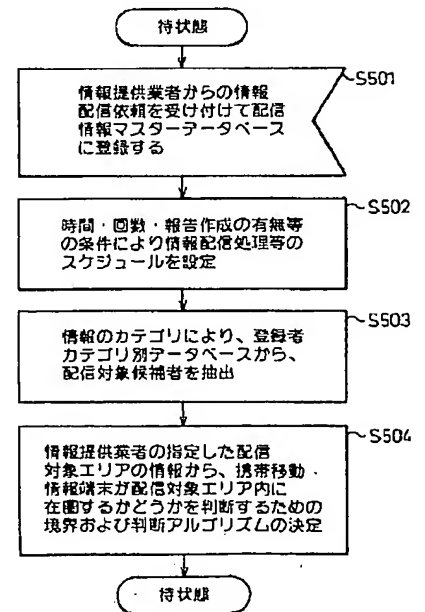 待状態
S501
情報提供業者からの情報
配信依頼を受け付けて配信
情報マスターデータベース
に登録する
S502
時間・回数・報告作成の有無等
の条件により情報配信処理等の
スケジュールを設定
S503
情報のカテゴリにより、登録者
カテゴリ別データベースから、
配信対象候補者を抽出
S504
情報提供業者の指定した配信
対象エリアの情報から、携帯移動
情報端末が配信対象エリア内に
在圏するかどうかを判断するための
境界および判断アルゴリズムの決定
待状態